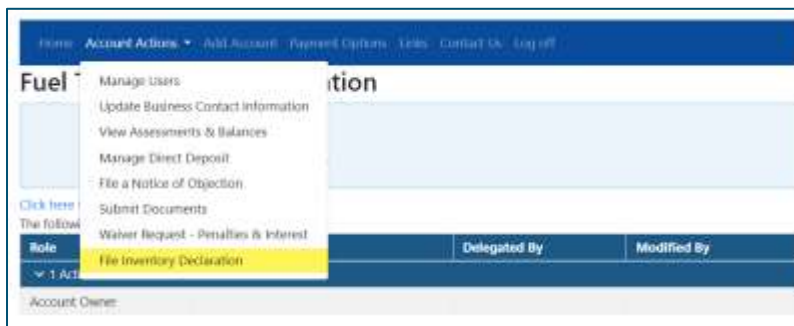 Home Account Actions Add Account Payment Options Links Contact Us Log off
Fuel T tion
Manage Users
Update Business Contact Information
View Assessments & Balances
Manage Direct Deposit
File a Notice of Objection
Click here
Submit Documents
The follow
Waiver Request - Penalties & Interest
Role Delegated By Modified By
File Inventory Declaration
1 Act
Account Owner